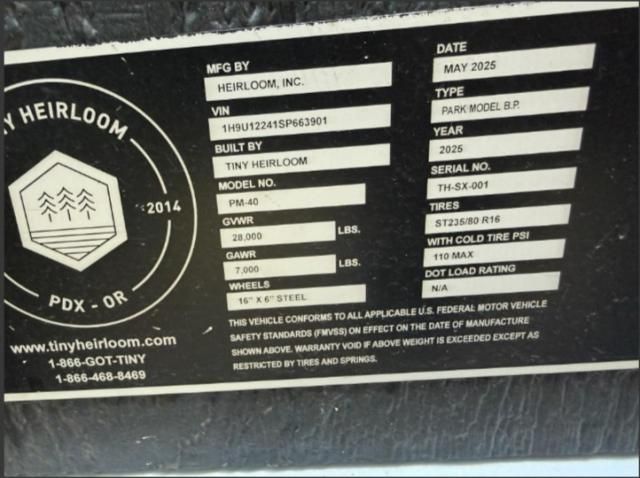 Y HEIRLOOM
2014
PDX - OR
www.tinyheirloom.com
1-866-GOT-TINY
1-866-468-8469
MFG BY
HEIRLOOM, INC.
VIN
1H9U12241SP663901
BUILT BY
TINY HEIRLOOM
MODEL NO.
PM-40
GVWR
28,000 LBS.
GAWR
7,000 LBS.
WHEELS
16" X 6" STEEL
DATE
MAY 2025
TYPE
PARK MODEL B.P.
YEAR
2025
SERIAL NO.
TH-SX-001
TIRES
ST235/80 R16
WITH COLD TIRE PSI
110 MAX
DOT LOAD RATING
N/A
THIS VEHICLE CONFORMS TO ALL APPLICABLE U.S. FEDERAL MOTOR VEHICLE
SAFETY STANDARDS (FMVSS) ON EFFECT ON THE DATE OF MANUFACTURE
SHOWN ABOVE. WARRANTY VOID IF ABOVE WEIGHT IS EXCEEDED EXCEPT AS
RESTRICTED BY TIRES AND SPRINGS.